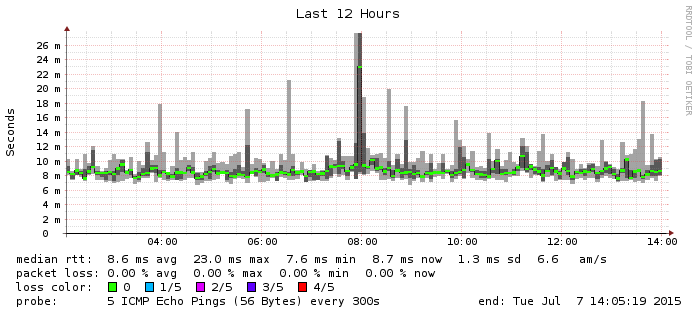 Last 12 Hours
RRDTOOL / TOBI OETIKER
Seconds
26 m
24 m
22 m
20 m
18 m
16 m
14 m
12 m
10 m
8 m
6 m
4 m
2 m
0
04:00 06:00 08:00 10:00 12:00 14:00
median rtt: 8.6 ms avg 23.0 ms max 7.6 ms min 8.7 ms now 1.3 ms sd 6.6 am/s
packet loss: 0.00 % avg 0.00 % max 0.00 % min 0.00 % now
loss color: 0 1/5 2/5 3/5 4/5
probe: 5 ICMP Echo Pings (56 Bytes) every 300s end: Tue Jul 7 14:05:19 2015